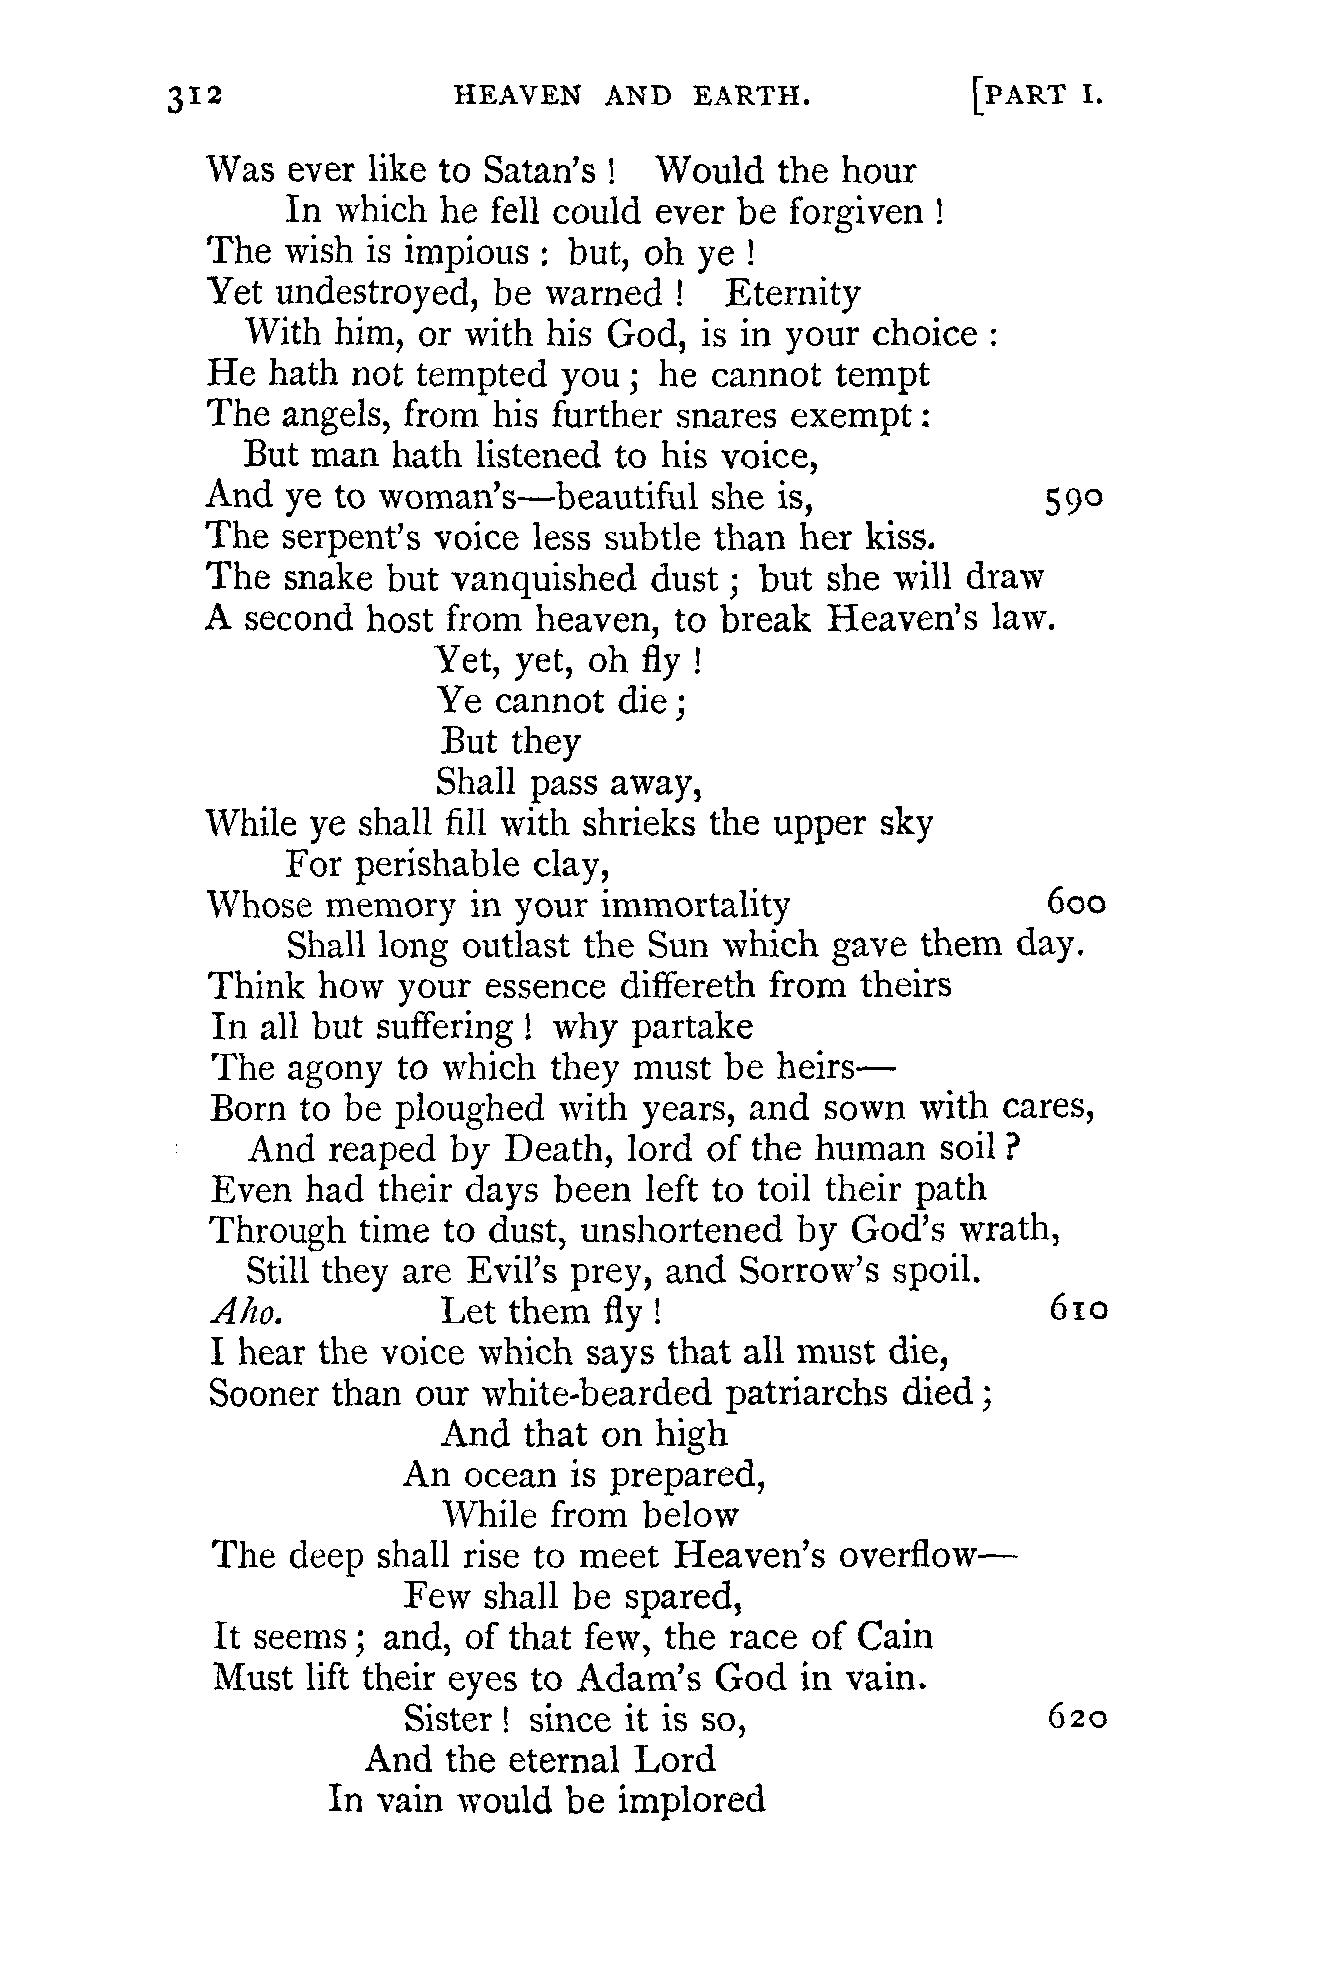 312 HEAVEN AND EARTH. [PART I.
Was ever like to Satan's! Would the hour
In which he fell could ever be forgiven!
The wish is impious: but, oh ye!
Yet undestroyed, be warned! Eternity
With him, or with his God, is in your choice:
He hath not tempted you; he cannot tempt
The angels, from his further snares exempt:
But man hath listened to his voice,
And ye to woman's—beautiful she is, 590
The serpent's voice less subtle than her kiss.
The snake but vanquished dust; but she will draw
A second host from heaven, to break Heaven's law.
Yet, yet, oh fly!
Ye cannot die;
But they
Shall pass away,
While ye shall fill with shrieks the upper sky
For perishable clay,
Whose memory in your immortality 600
Shall long outlast the Sun which gave them day.
Think how your essence differeth from theirs
In all but suffering! why partake
The agony to which they must be heirs—
Born to be ploughed with years, and sown with cares,
And reaped by Death, lord of the human soil?
Even had their days been left to toil their path
Through time to dust, unshortened by God's wrath,
Still they are Evil's prey, and Sorrow's spoil.
Aho. Let them fly! 610
I hear the voice which says that all must die,
Sooner than our white-bearded patriarchs died;
And that on high
An ocean is prepared,
While from below
The deep shall rise to meet Heaven's overflow—
Few shall be spared,
It seems; and, of that few, the race of Cain
Must lift their eyes to Adam's God in vain.
Sister! since it is so, 620
And the eternal Lord
In vain would be implored